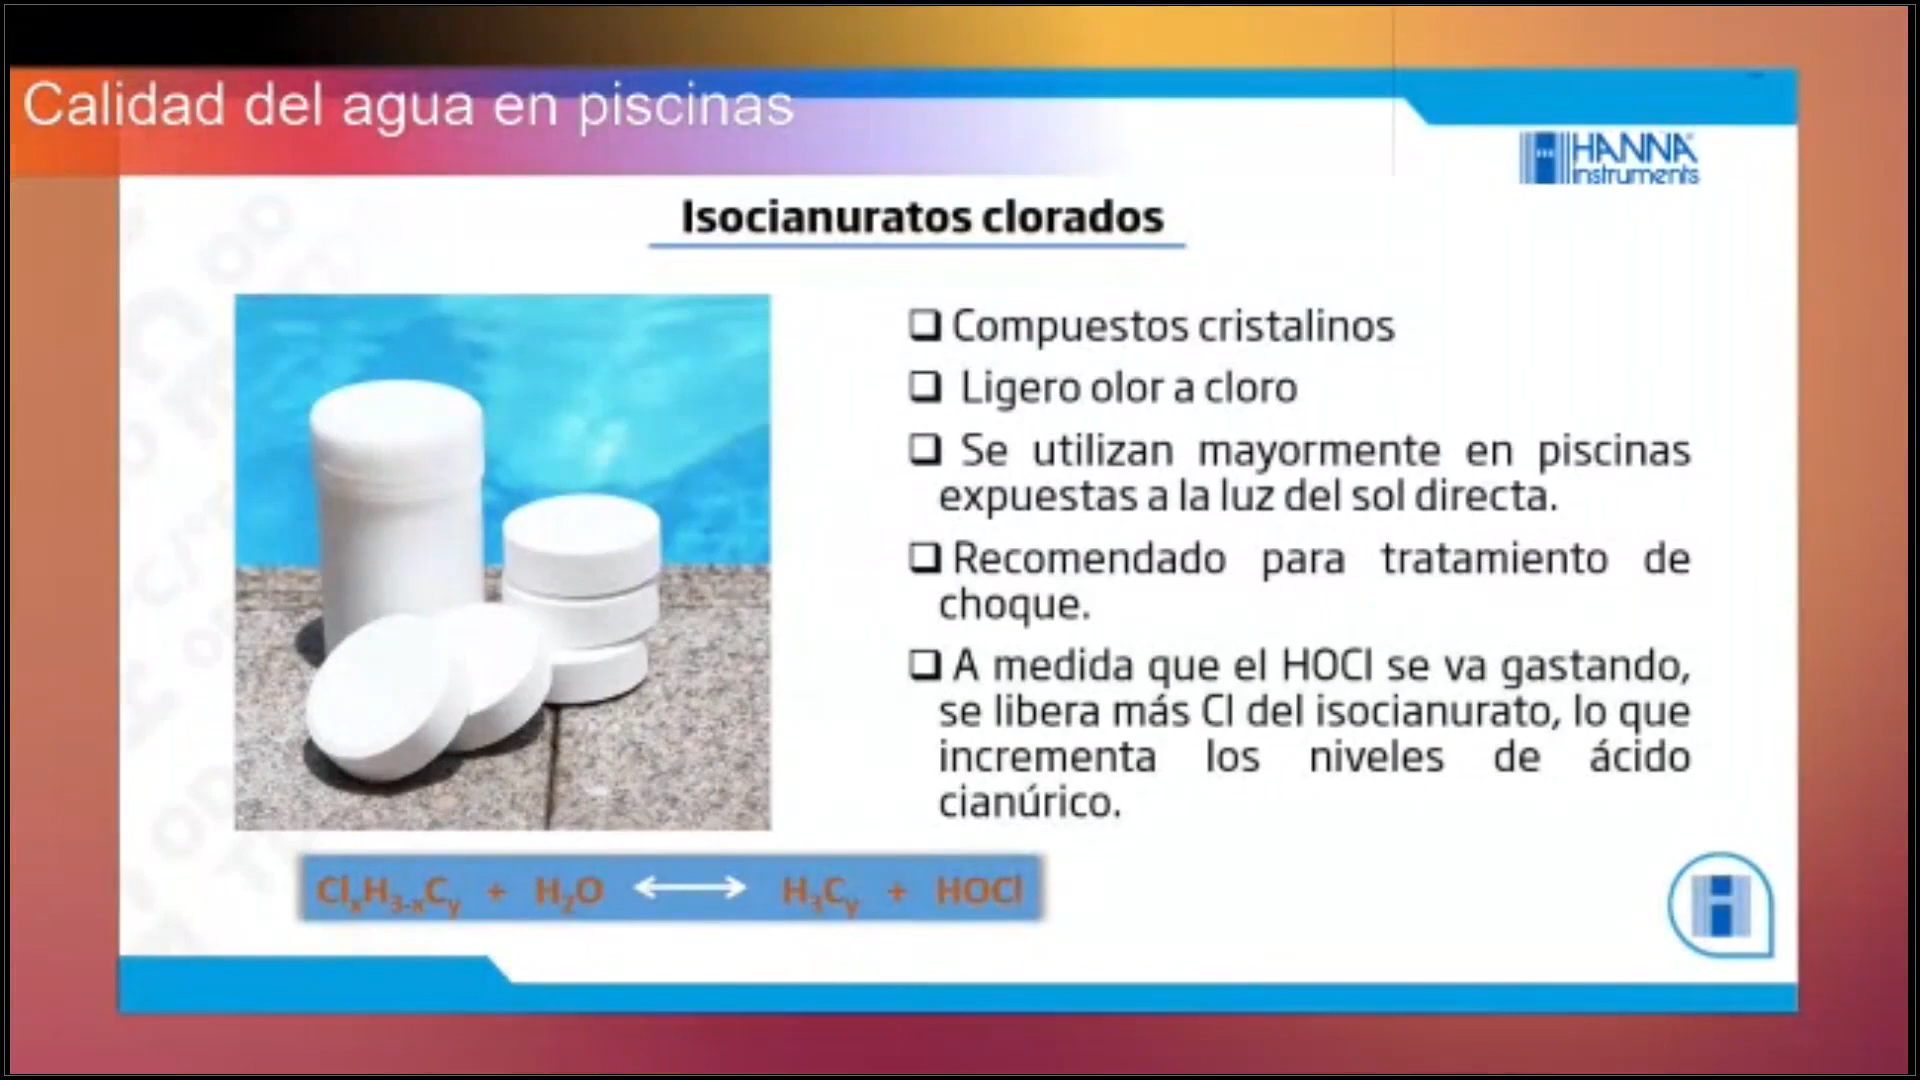 Calidad del agua en piscinas
HANNA
instruments
Isocianuratos clorados
❑ Compuestos cristalinos
❑ Ligero olor a cloro
❑ Se utilizan mayormente en piscinas
expuestas a la luz del sol directa.
❑ Recomendado para tratamiento de
choque.
❑ A medida que el HOCl se va gastando,
se libera más Cl del isocianurato, lo que
incrementa los niveles de ácido
cianúrico.
ClₓH₃₋ₓCᵧ + H₂O ⟷ H₃Cᵧ + HOCl